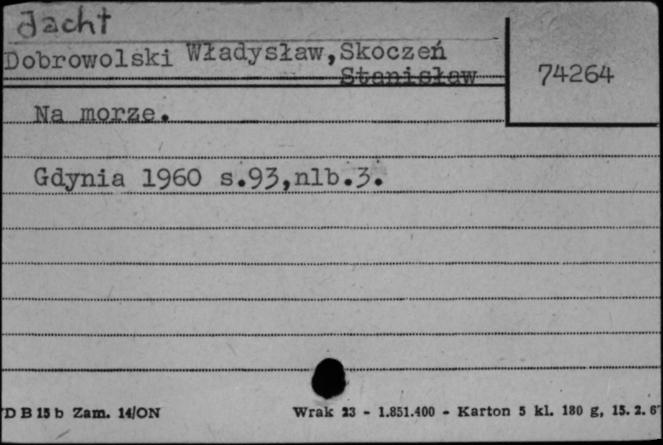 Jacht
Dobrowolski Władysław, Skoczeń
Stanisław
74264
Na morze.
Gdynia 1960 s.93,nlb.3.
D B 15 b Zam. 14/ON
Wrak 23 - 1.851.400 - Karton 5 kl. 180 g, 15. 2. 6